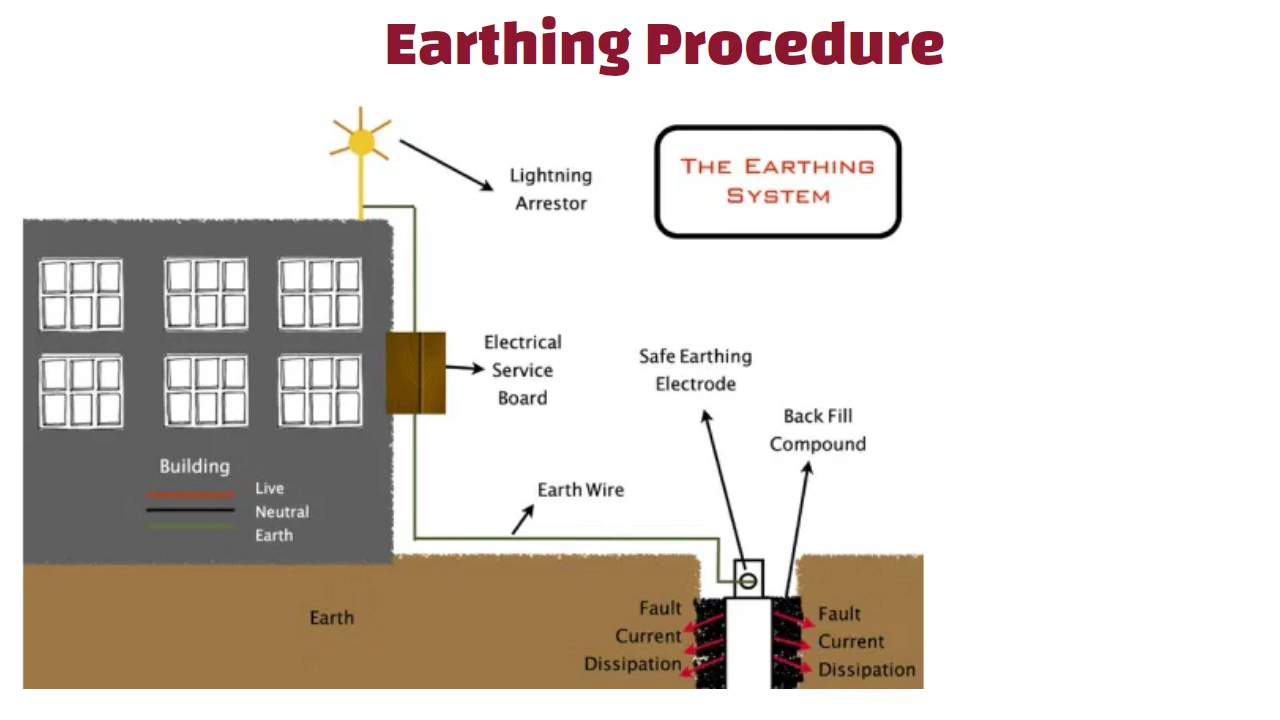 Earthing Procedure
THE EARTHING
SYSTEM
Lightning
Arrestor
Electrical
Service
Board
Safe Earthing
Electrode
Back Fill
Compound
Building
Live
Neutral
Earth
Earth Wire
Earth
Fault
Current
Dissipation
Fault
Current
Dissipation